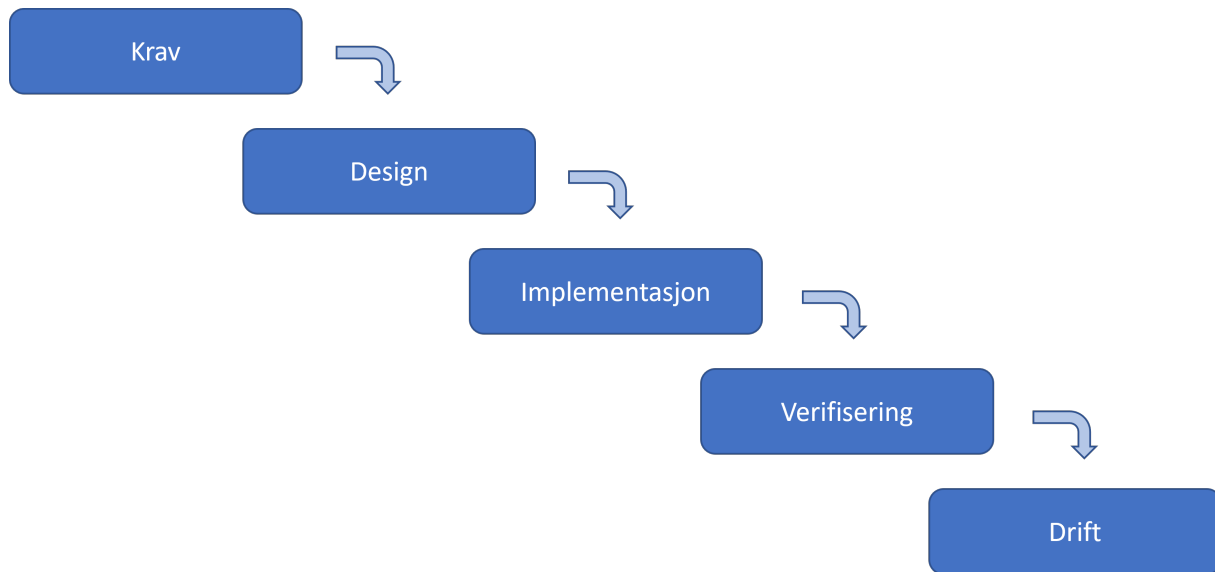 Krav
Design
Implementasjon
Verifisering
Drift